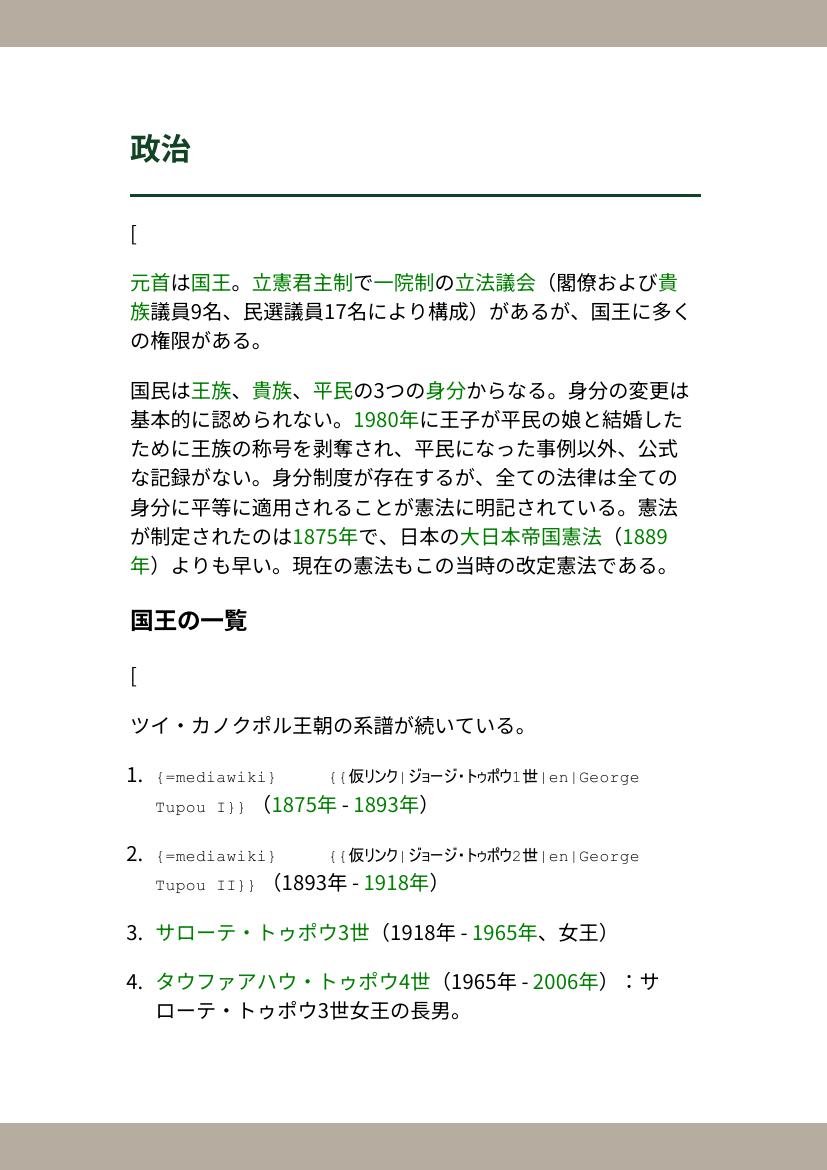 政治
[
元首は国王。立憲君主制で一院制の立法議会（閣僚および貴
族議員9名、民選議員17名により構成）があるが、国王に多く
の権限がある。
国民は王族、貴族、平民の3つの身分からなる。身分の変更は
基本的に認められない。1980年に王子が平民の娘と結婚した
ために王族の称号を剥奪され、平民になった事例以外、公式
な記録がない。身分制度が存在するが、全ての法律は全ての
身分に平等に適用されることが憲法に明記されている。憲法
が制定されたのは1875年で、日本の大日本帝国憲法（1889
年）よりも早い。現在の憲法もこの当時の改定憲法である。
国王の一覧
[
ツイ・カノクポル王朝の系譜が続いている。
1. {=mediawiki} {{仮リンク|ジョージ・トゥポウ1世|en|George
Tupou I}} （1875年 - 1893年）
2. {=mediawiki} {{仮リンク|ジョージ・トゥポウ2世|en|George
Tupou II}} （1893年 - 1918年）
3. サローテ・トゥポウ3世（1918年 - 1965年、女王）
4. タウファアハウ・トゥポウ4世（1965年 - 2006年）：サ
ローテ・トゥポウ3世女王の長男。